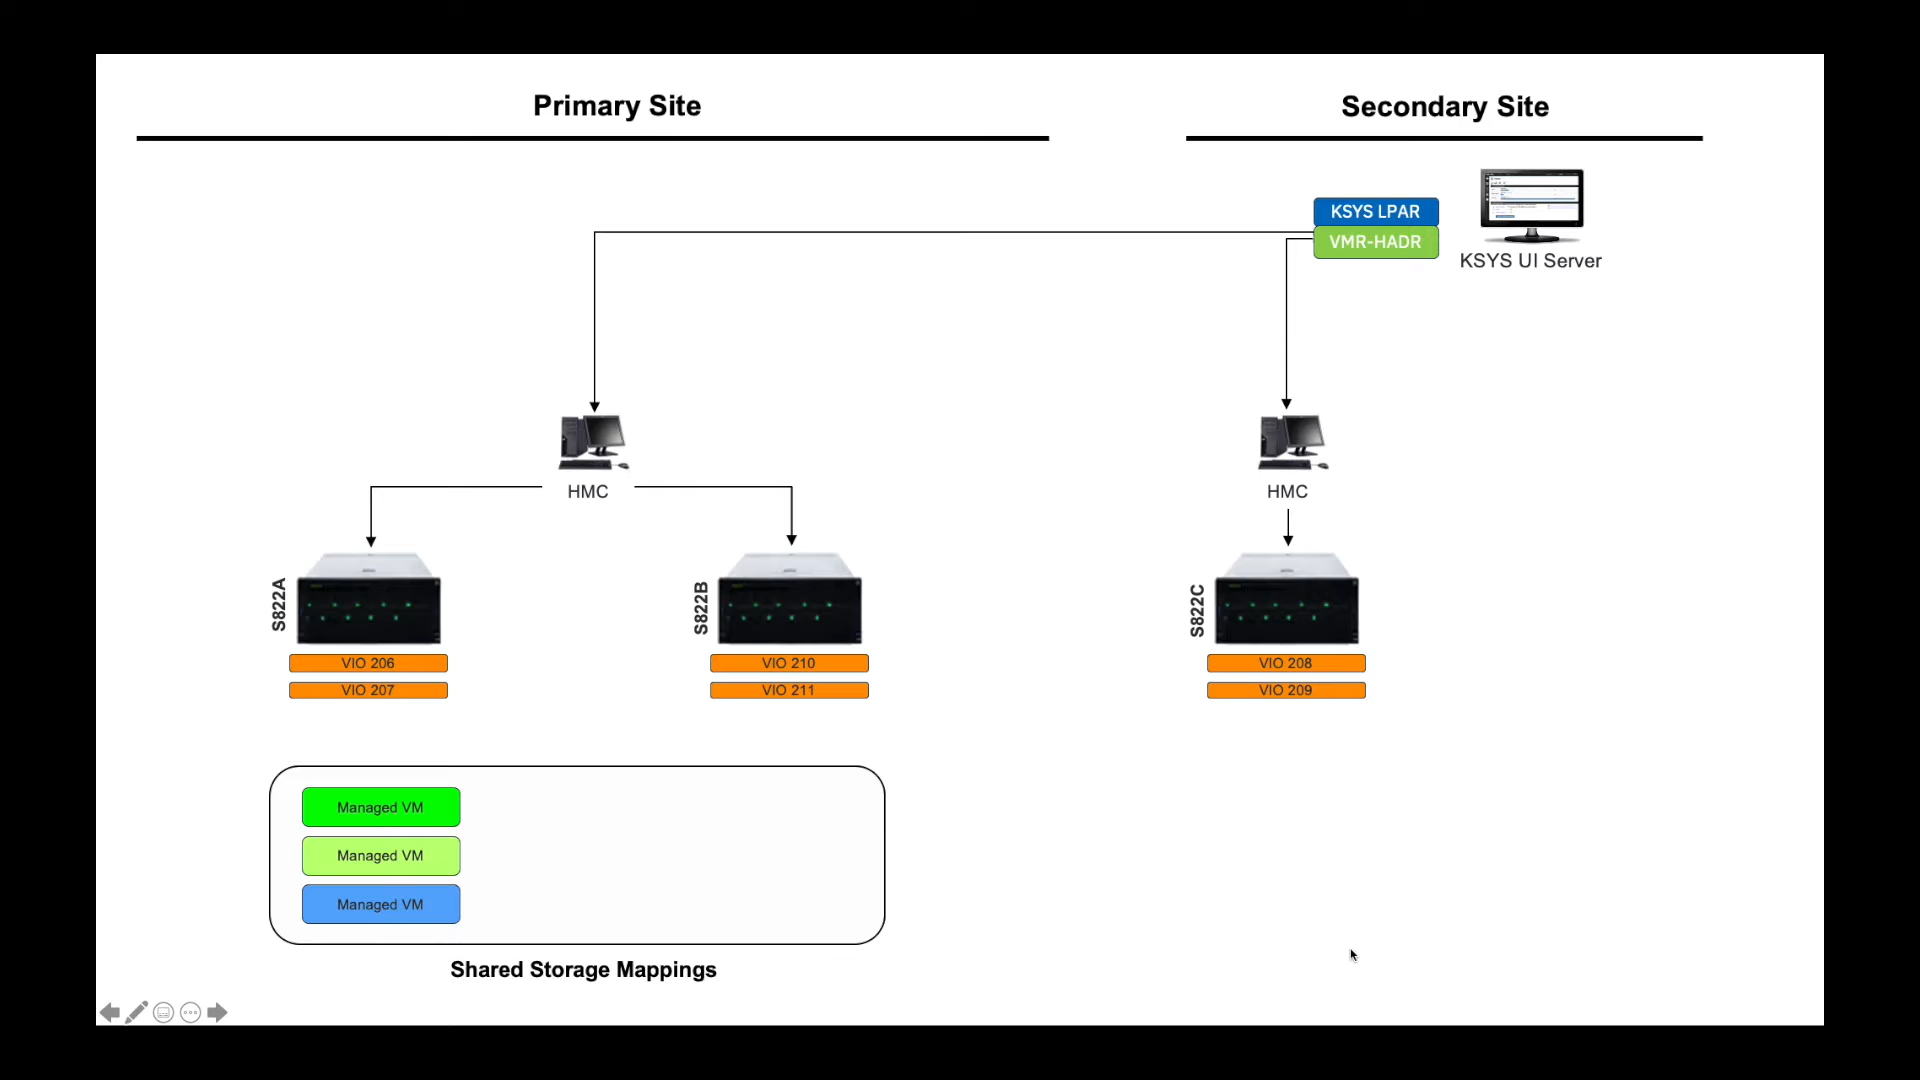 Primary Site
Secondary Site
KSYS LPAR
VMR-HADR
KSYS UI Server
HMC
HMC
S822A
S822B
S822C
VIO 206
VIO 210
VIO 208
VIO 207
VIO 211
VIO 209
Managed VM
Managed VM
Managed VM
Shared Storage Mappings